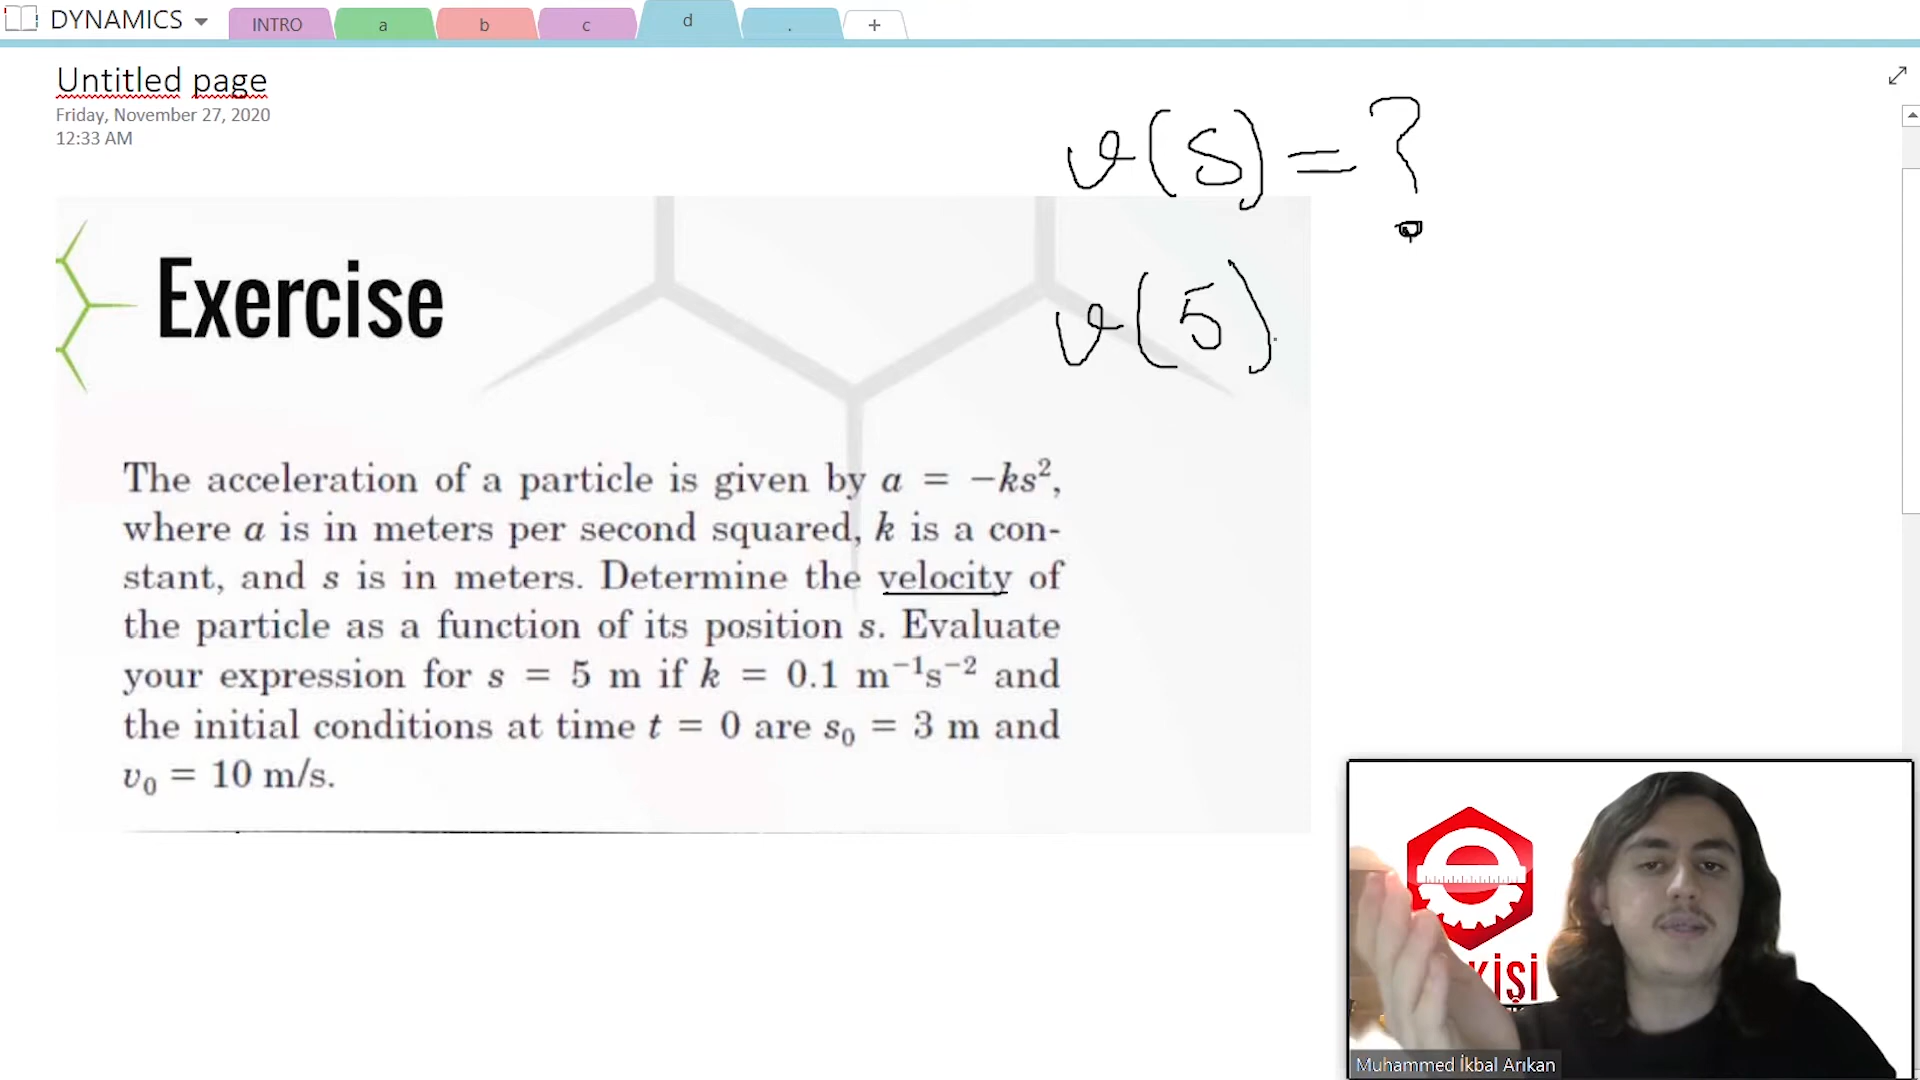 DYNAMICS
INTRO a b c d . +
Untitled page
Friday, November 27, 2020
12:33 AM
v(s)=?
v(5)
Exercise
The acceleration of a particle is given by a = −ks²,
where a is in meters per second squared, k is a con-
stant, and s is in meters. Determine the velocity of
the particle as a function of its position s. Evaluate
your expression for s = 5 m if k = 0.1 m⁻¹s⁻² and
the initial conditions at time t = 0 are s₀ = 3 m and
v₀ = 10 m/s.
KİŞİ
Muhammed İkbal Arıkan